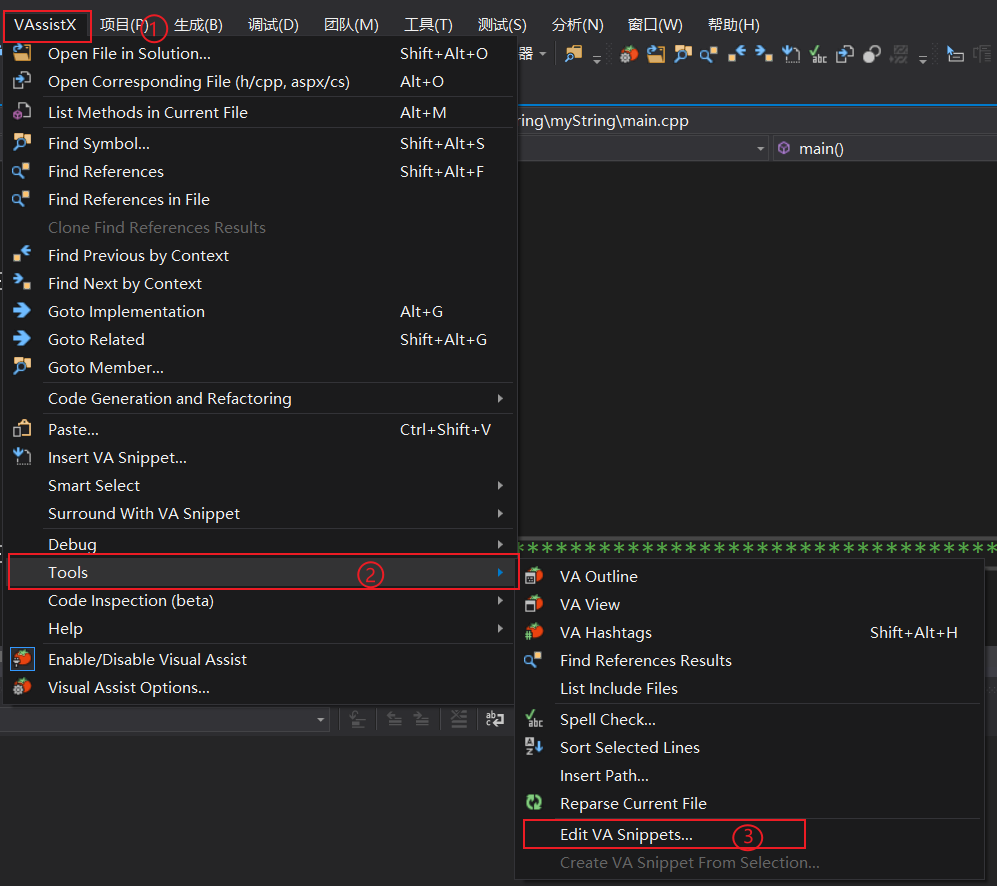 VAssistX 项目(P) ① 生成(B) 调试(D) 团队(M) 工具(T) 测试(S) 分析(N) 窗口(W) 帮助(H)
器
Open File in Solution... Shift+Alt+O
Open Corresponding File (h/cpp, aspx/cs) Alt+O
List Methods in Current File Alt+M
ring\myString\main.cpp
main()
Find Symbol... Shift+Alt+S
Find References Shift+Alt+F
Find References in File
Clone Find References Results
Find Previous by Context
Find Next by Context
Goto Implementation Alt+G
Goto Related Shift+Alt+G
Goto Member...
Code Generation and Refactoring
Paste... Ctrl+Shift+V
Insert VA Snippet...
Smart Select
Surround With VA Snippet
Debug
Tools ②
Code Inspection (beta)
Help
Enable/Disable Visual Assist
Visual Assist Options...
VA Outline
VA View
VA Hashtags Shift+Alt+H
Find References Results
List Include Files
Spell Check...
Sort Selected Lines
Insert Path...
Reparse Current File
Edit VA Snippets... ③
Create VA Snippet From Selection...